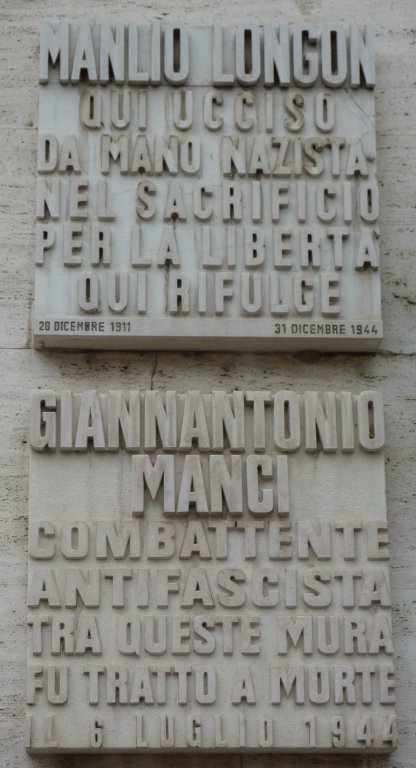 MANLIO LONGON
QUI UCCISO
DA MANO NAZISTA
NEL SACRIFICIO
PER LA LIBERTÀ
QUI RIFULGE
20 DICEMBRE 1911 31 DICEMBRE 1944
GIANNANTONIO
MANCI
COMBATTENTE
ANTIFASCISTA
TRA QUESTE MURA
FU TRATTO A MORTE
IL 6 LUGLIO 1944